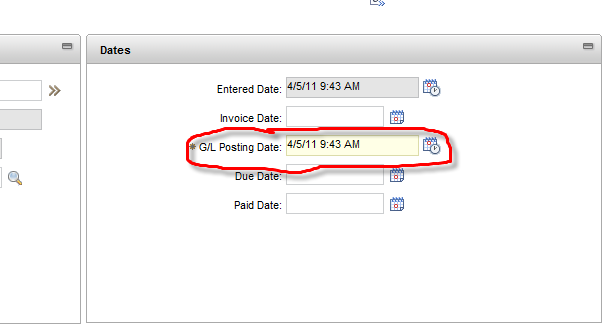 Dates
Entered Date: 4/5/11 9:43 AM
Invoice Date:
* G/L Posting Date: 4/5/11 9:43 AM
Due Date:
Paid Date: